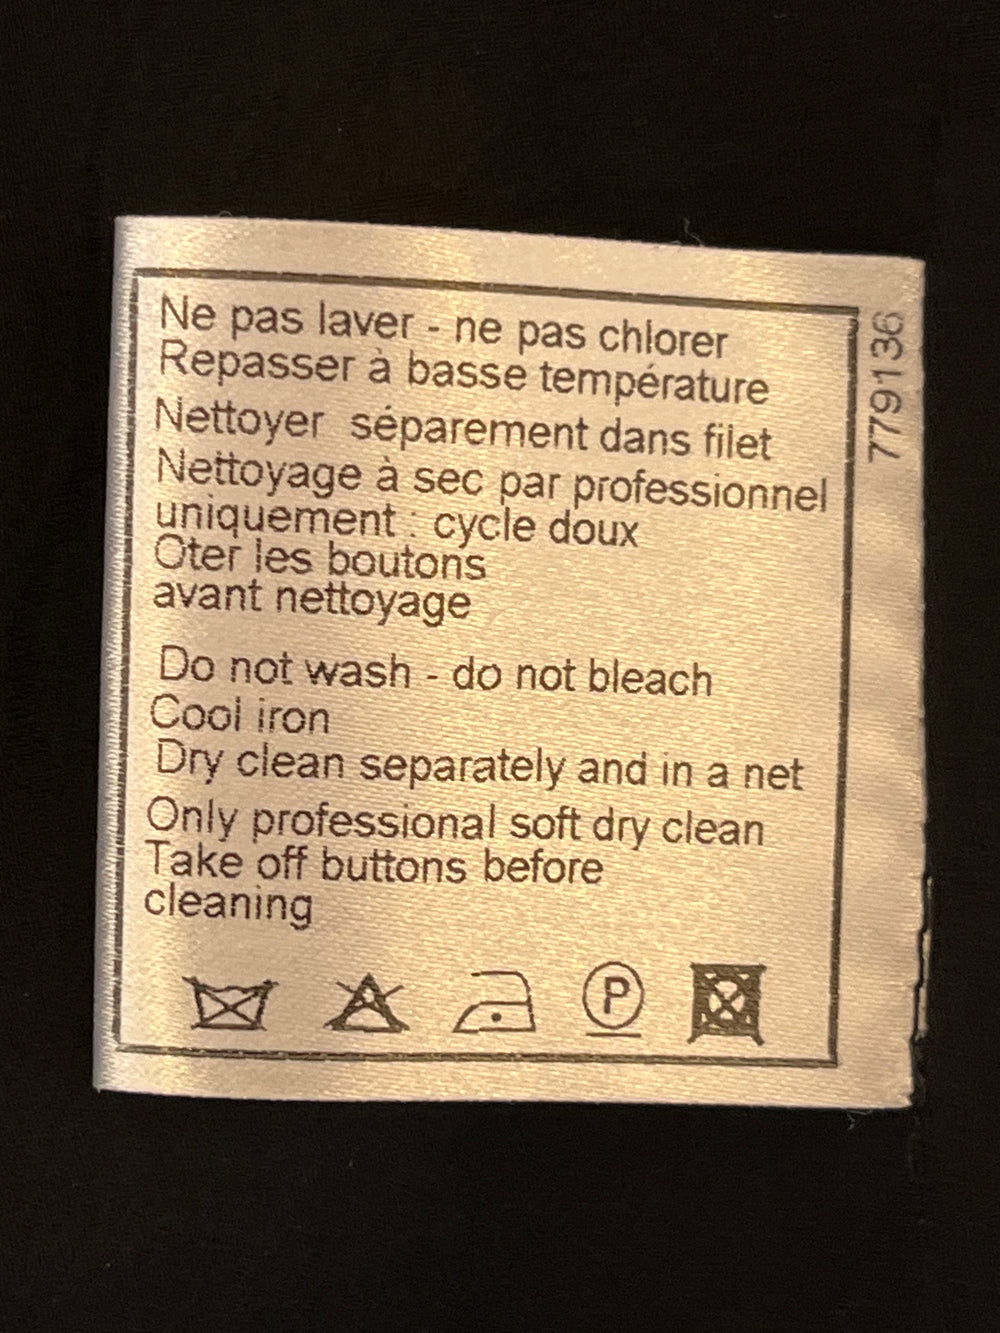 Ne pas laver - ne pas chlorer
Repasser à basse température
Nettoyer séparement dans filet
Nettoyage à sec par professionnel
uniquement : cycle doux
Oter les boutons
avant nettoyage
Do not wash - do not bleach
Cool iron
Dry clean separately and in a net
Only professional soft dry clean
Take off buttons before
cleaning
P
7791136